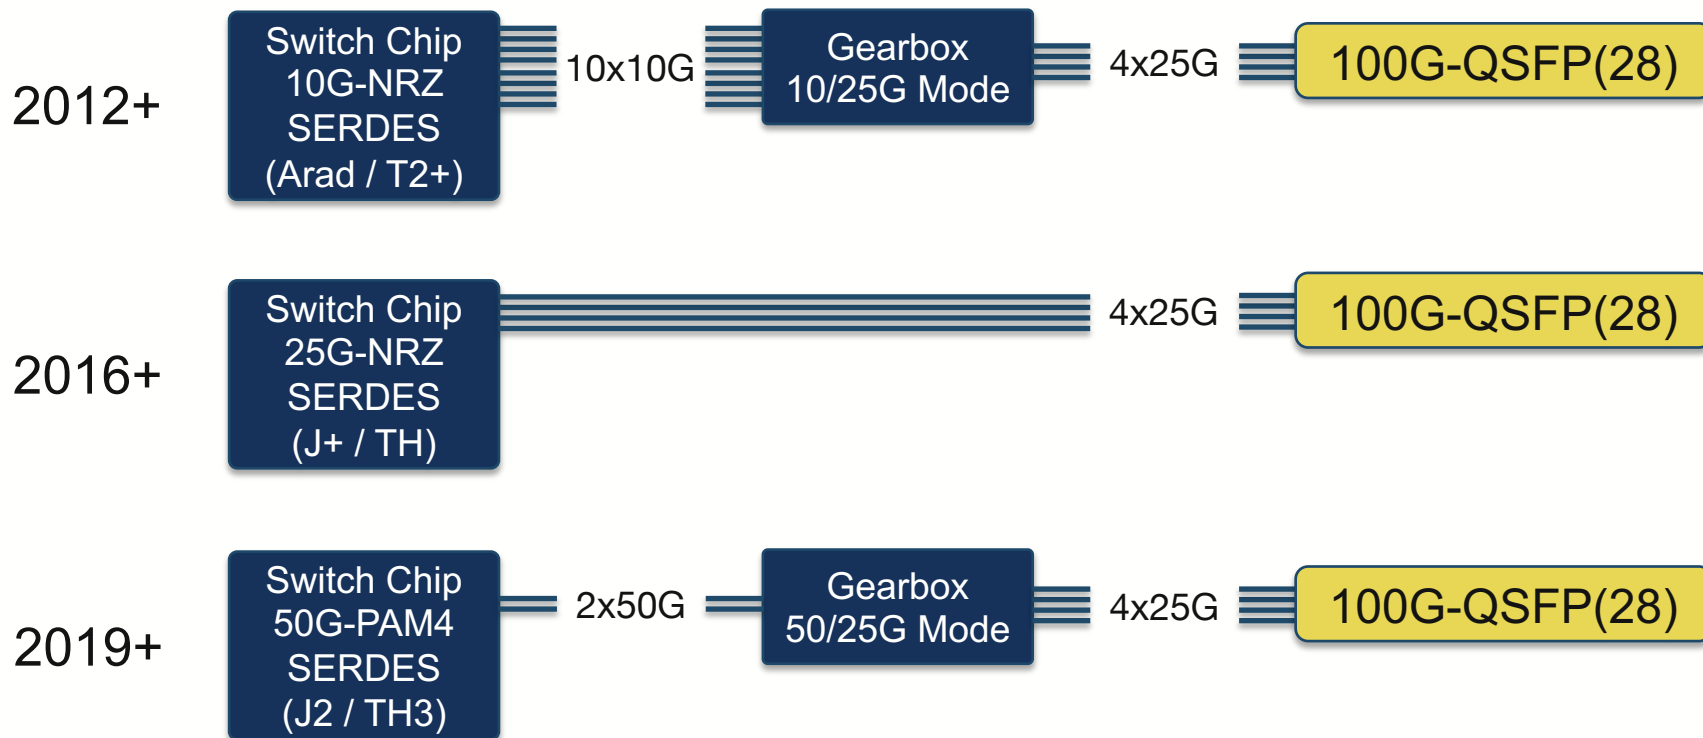 2012+
Switch Chip
10G-NRZ
SERDES
(Arad / T2+)
10x10G
Gearbox
10/25G Mode
4x25G
100G-QSFP(28)
2016+
Switch Chip
25G-NRZ
SERDES
(J+ / TH)
4x25G
100G-QSFP(28)
2019+
Switch Chip
50G-PAM4
SERDES
(J2 / TH3)
2x50G
Gearbox
50/25G Mode
4x25G
100G-QSFP(28)